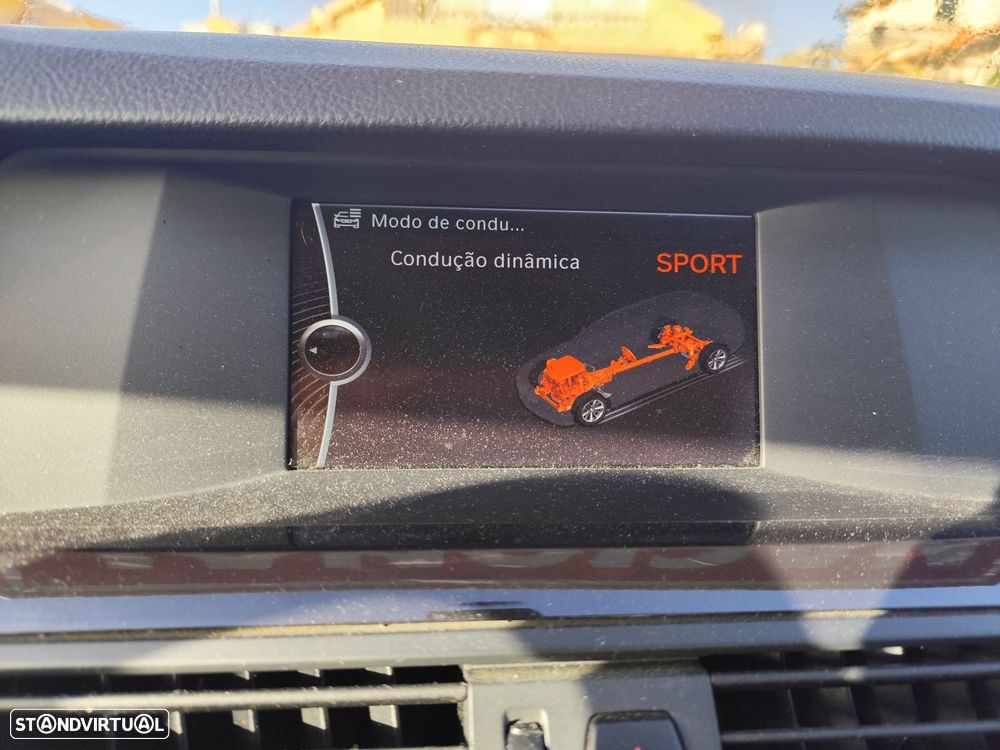 Modo de condu...
Condução dinâmica
SPORT
STANDVIRTUAL